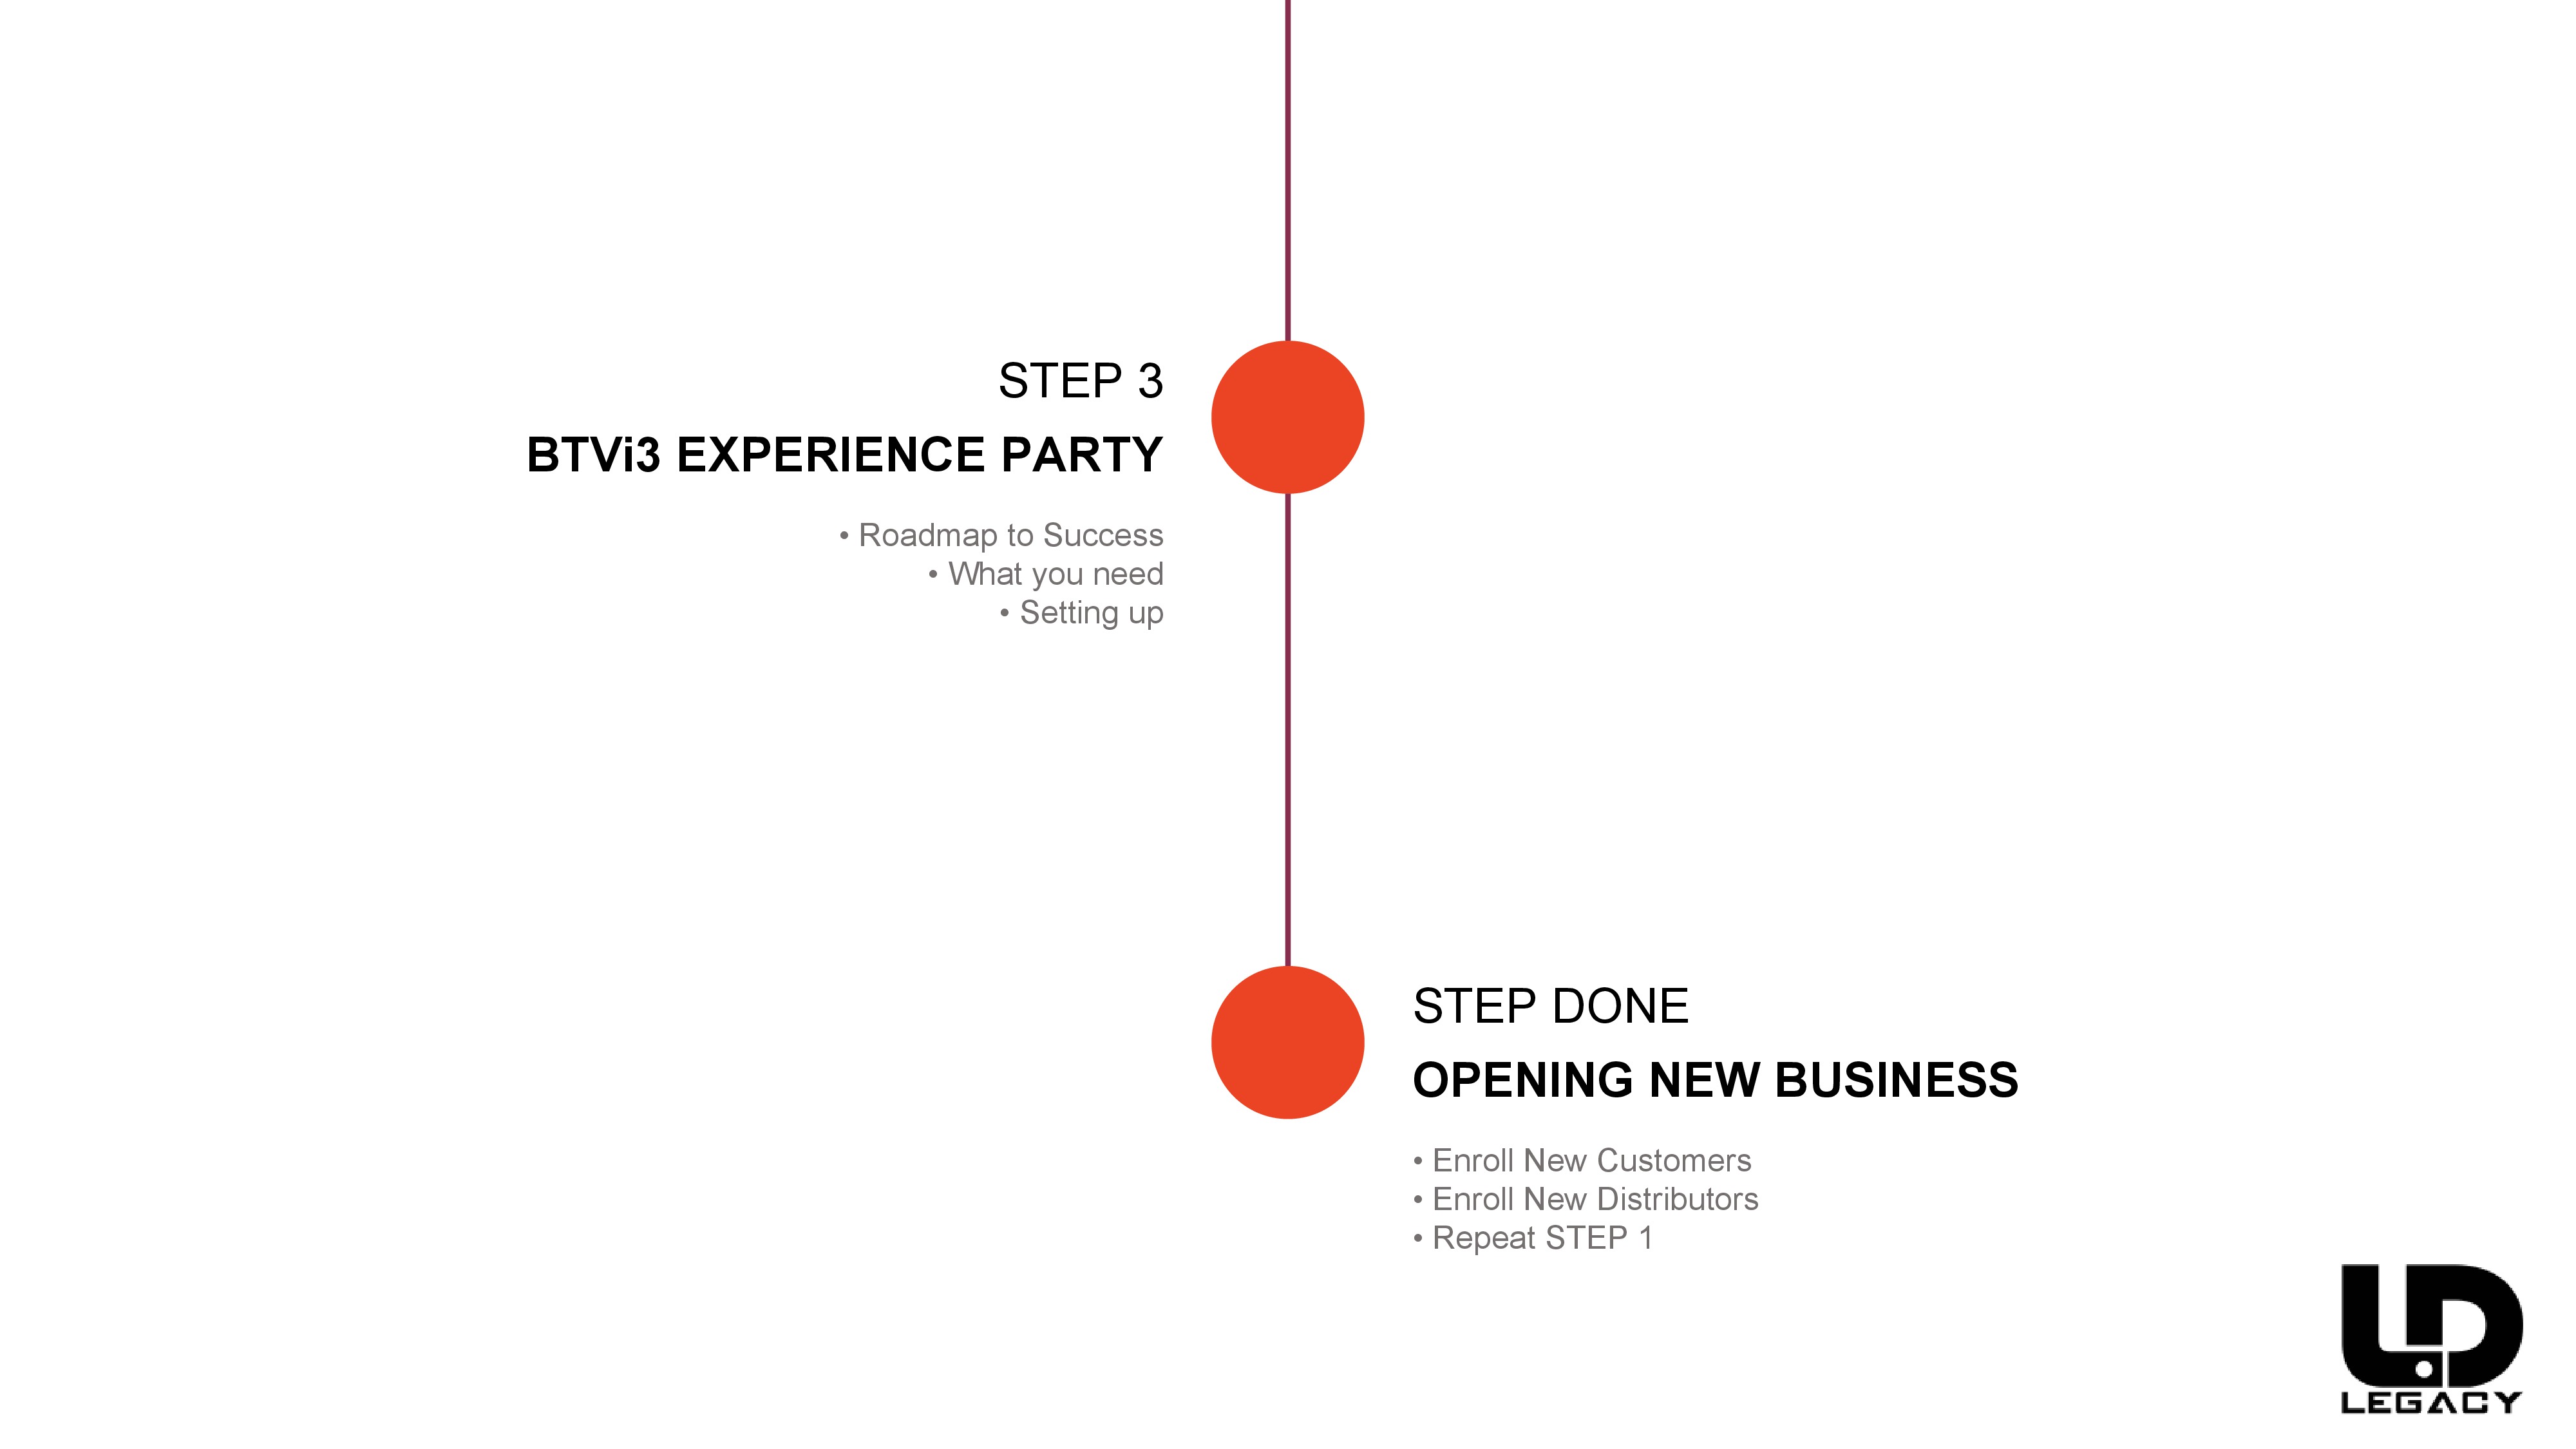 STEP 3
BTVi3 EXPERIENCE PARTY
• Roadmap to Success
• What you need
• Setting up
STEP DONE
OPENING NEW BUSINESS
• Enroll New Customers
• Enroll New Distributors
• Repeat STEP 1
LD
LEGACY